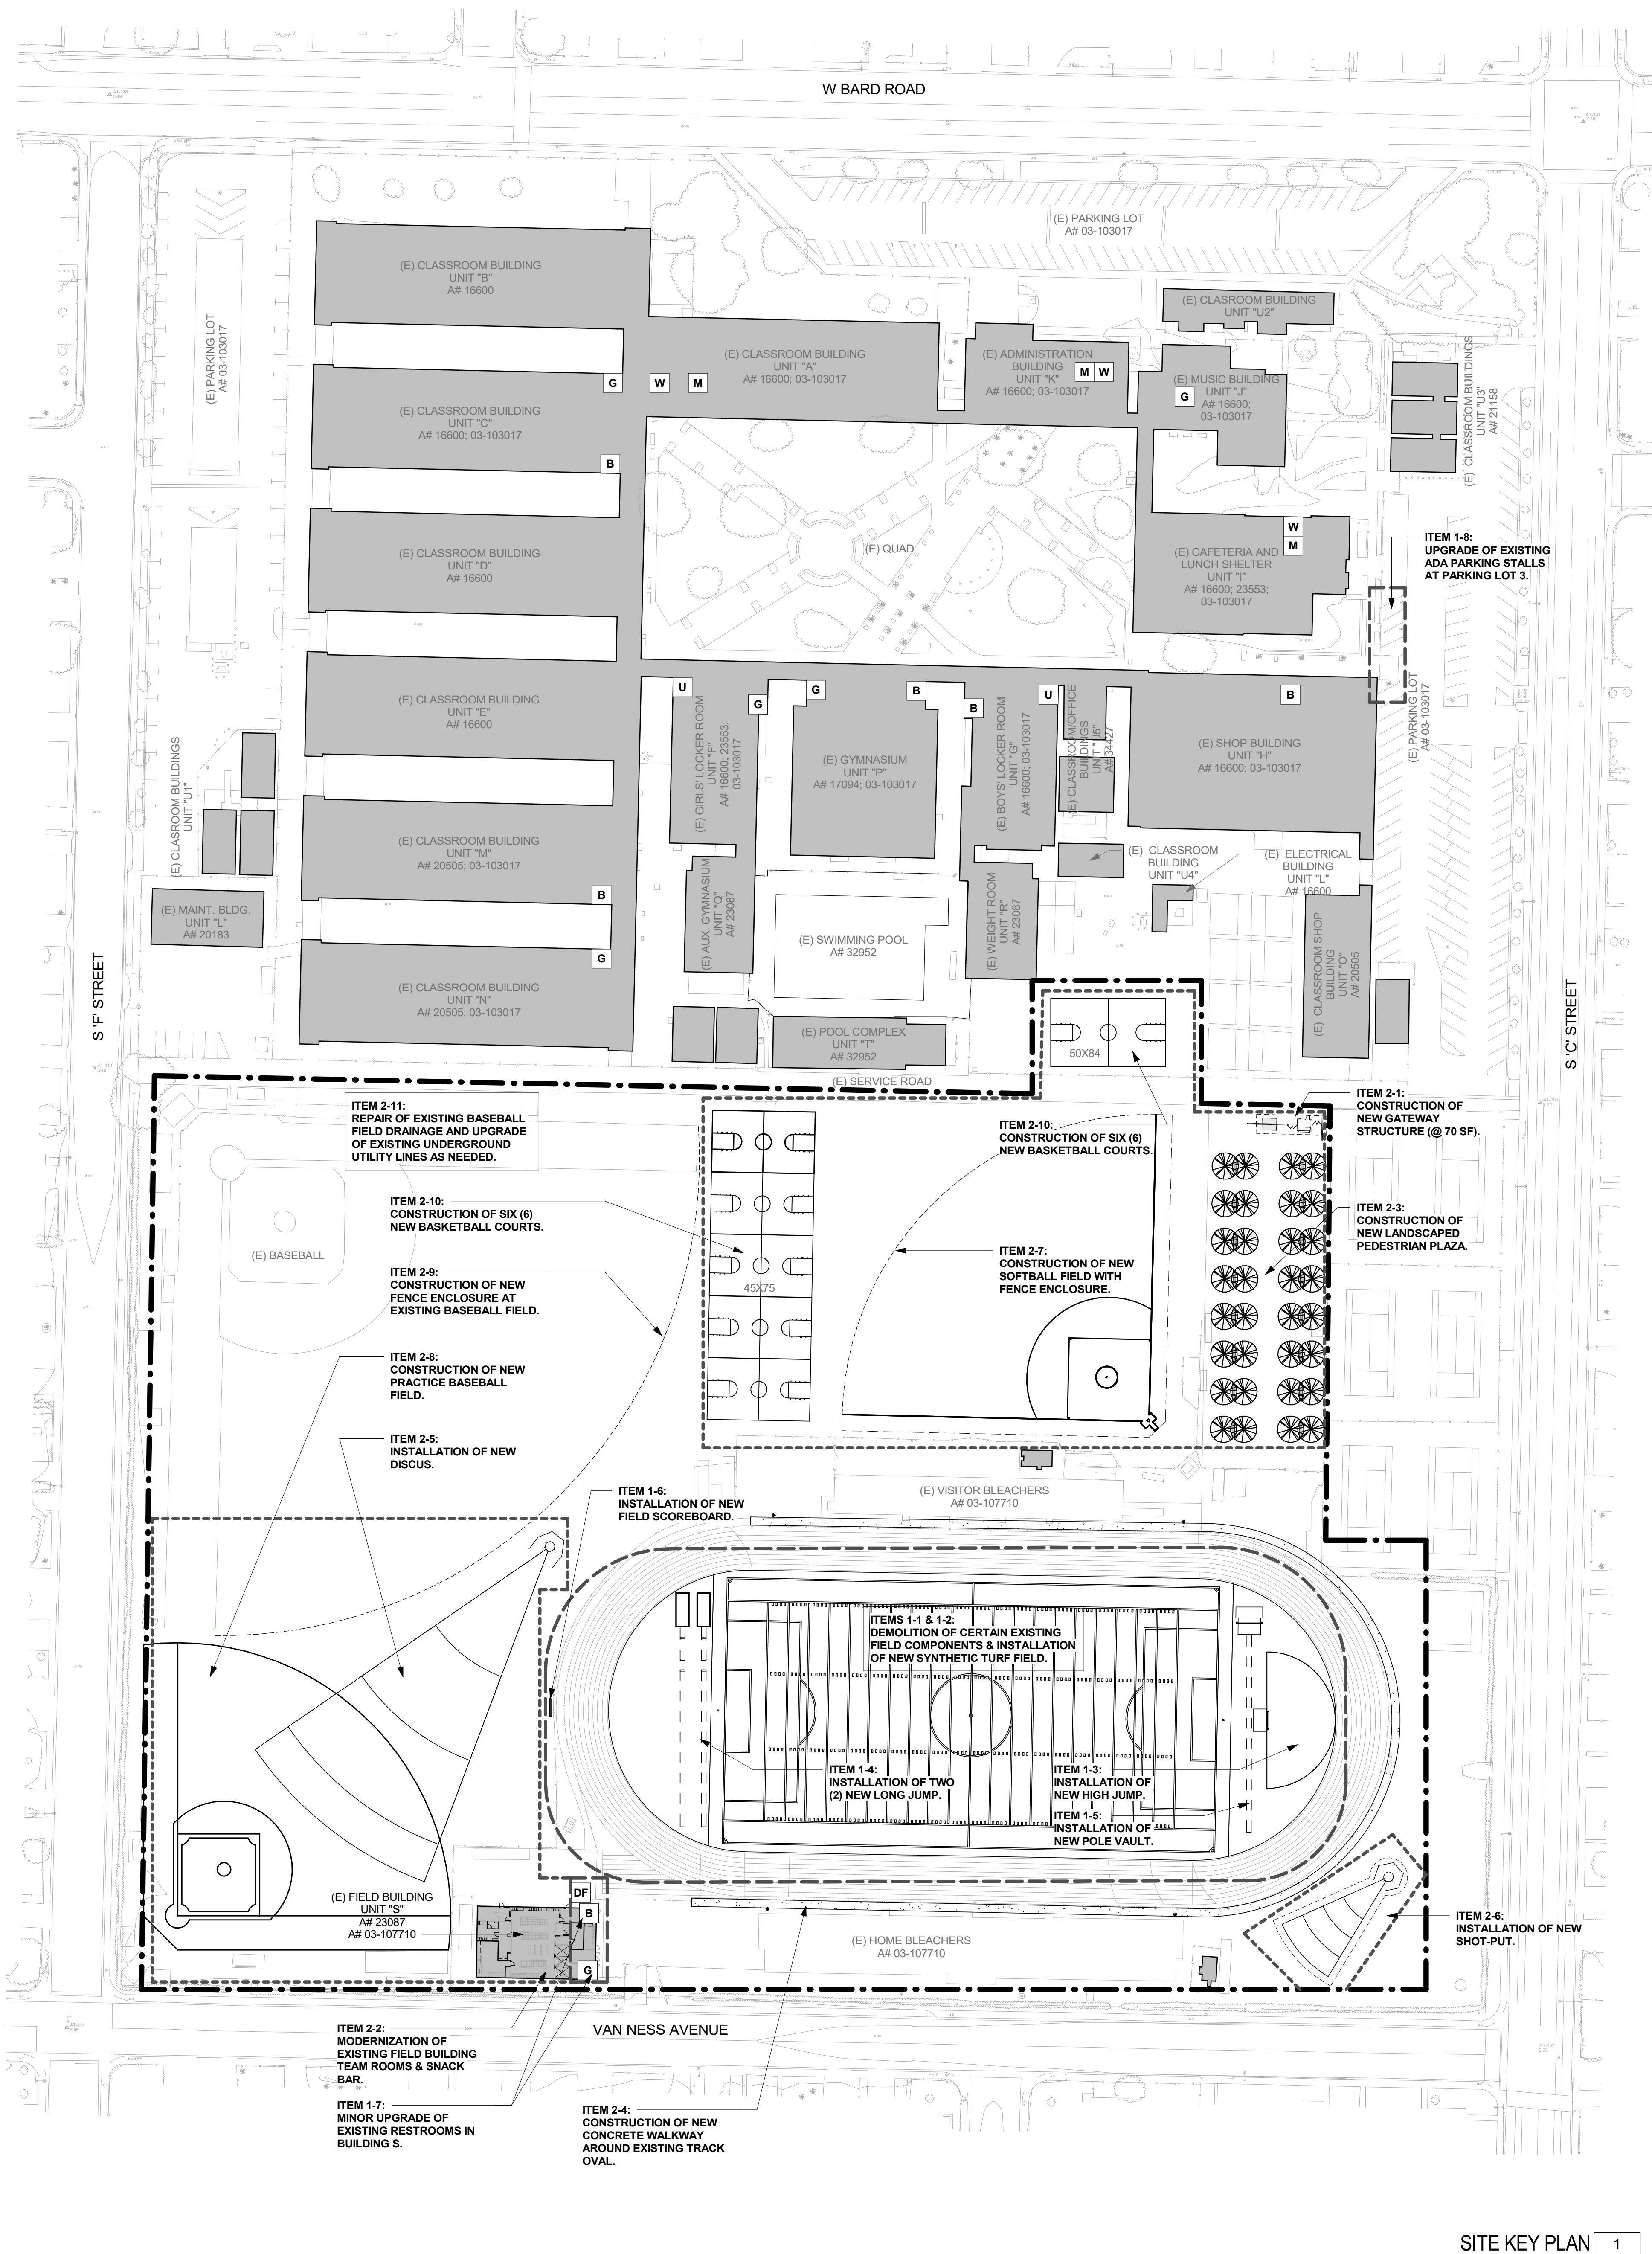 W BARD ROAD
(E) PARKING LOT
A# 03-103017
(E) CLASSROOM BUILDING
UNIT "B"
A# 16600
(E) CLASROOM BUILDING
UNIT "U2"
(E) PARKING LOT
A# 03-103017
(E) CLASSROOM BUILDING
UNIT "A"
A# 16600; 03-103017
(E) ADMINISTRATION
BUILDING
UNIT "K"
A# 16600; 03-103017
M W
(E) MUSIC BUILDING
UNIT "J"
A# 16600;
03-103017
G
(E) CLASSROOM BUILDINGS
UNIT "U3"
A# 21158
G
W
M
(E) CLASSROOM BUILDING
UNIT "C"
A# 16600; 03-103017
B
(E) CLASSROOM BUILDING
UNIT "D"
A# 16600
(E) QUAD
W
M
(E) CAFETERIA AND
LUNCH SHELTER
UNIT "I"
A# 16600; 23553;
03-103017
ITEM 1-8:
UPGRADE OF EXISTING
ADA PARKING STALLS
AT PARKING LOT 3.
(E) CLASSROOM BUILDING
UNIT "E"
A# 16600
U
G
G
B
B
U
B
(E) GIRLS' LOCKER ROOM
UNIT "F"
A# 16600; 23553;
03-103017
(E) GYMNASIUM
UNIT "P"
A# 17094; 03-103017
(E) BOYS' LOCKER ROOM
UNIT "G"
A# 16600; 03-103017
(E) CLASSROOM/OFFICE
BUILDINGS
UNIT "U5"
A# 34427
(E) SHOP BUILDING
UNIT "H"
A# 16600; 03-103017
(E) PARKING LOT
A# 03-103017
(E) CLASROOM BUILDINGS
UNIT "U1"
(E) CLASSROOM BUILDING
UNIT "M"
A# 20505; 03-103017
B
(E) CLASSROOM
BUILDING
UNIT "U4"
(E) ELECTRICAL
BUILDING
UNIT "L"
A# 16600
(E) MAINT. BLDG.
UNIT "L"
A# 20183
(E) AUX. GYMNASIUM
UNIT "Q"
A# 23087
(E) SWIMMING POOL
A# 32952
(E) WEIGHT ROOM
UNIT "R"
A# 23087
(E) CLASSROOM SHOP
BUILDING
UNIT "O"
A# 20505
S 'F' STREET
S 'C' STREET
G
(E) CLASSROOM BUILDING
UNIT "N"
A# 20505; 03-103017
(E) POOL COMPLEX
UNIT "T"
A# 32952
50X84
(E) SERVICE ROAD
ITEM 2-11:
REPAIR OF EXISTING BASEBALL
FIELD DRAINAGE AND UPGRADE
OF EXISTING UNDERGROUND
UTILITY LINES AS NEEDED.
ITEM 2-10:
CONSTRUCTION OF SIX (6)
NEW BASKETBALL COURTS.
ITEM 2-1:
CONSTRUCTION OF
NEW GATEWAY
STRUCTURE (@ 70 SF).
ITEM 2-10:
CONSTRUCTION OF SIX (6)
NEW BASKETBALL COURTS.
ITEM 2-3:
CONSTRUCTION OF
NEW LANDSCAPED
PEDESTRIAN PLAZA.
(E) BASEBALL
ITEM 2-9:
CONSTRUCTION OF NEW
FENCE ENCLOSURE AT
EXISTING BASEBALL FIELD.
45X75
ITEM 2-7:
CONSTRUCTION OF NEW
SOFTBALL FIELD WITH
FENCE ENCLOSURE.
ITEM 2-8:
CONSTRUCTION OF NEW
PRACTICE BASEBALL
FIELD.
ITEM 2-5:
INSTALLATION OF NEW
DISCUS.
ITEM 1-6:
INSTALLATION OF NEW
FIELD SCOREBOARD.
(E) VISITOR BLEACHERS
A# 03-107710
ITEMS 1-1 & 1-2:
DEMOLITION OF CERTAIN EXISTING
FIELD COMPONENTS & INSTALLATION
OF NEW SYNTHETIC TURF FIELD.
ITEM 1-4:
INSTALLATION OF TWO
(2) NEW LONG JUMP.
ITEM 1-3:
INSTALLATION OF
NEW HIGH JUMP.
ITEM 1-5:
INSTALLATION OF
NEW POLE VAULT.
(E) FIELD BUILDING
UNIT "S"
A# 23087
A# 03-107710
DF
B
G
(E) HOME BLEACHERS
A# 03-107710
ITEM 2-6:
INSTALLATION OF NEW
SHOT-PUT.
VAN NESS AVENUE
ITEM 2-2:
MODERNIZATION OF
EXISTING FIELD BUILDING
TEAM ROOMS & SNACK
BAR.
ITEM 1-7:
MINOR UPGRADE OF
EXISTING RESTROOMS IN
BUILDING S.
ITEM 2-4:
CONSTRUCTION OF NEW
CONCRETE WALKWAY
AROUND EXISTING TRACK
OVAL.
SITE KEY PLAN 1